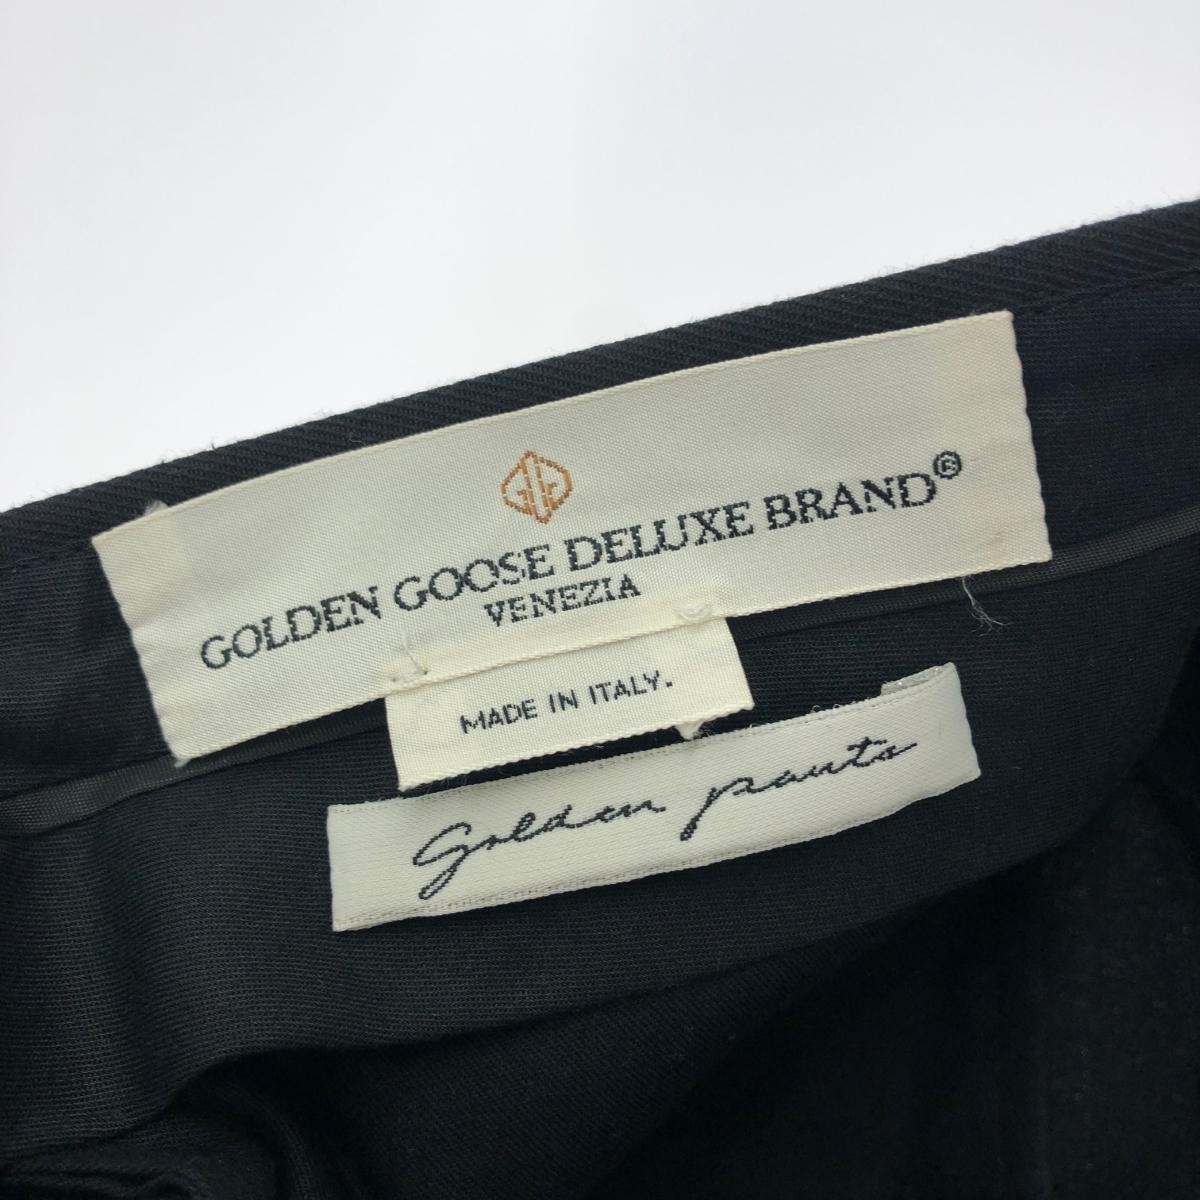 GOLDEN GOOSE DELUXE BRAND®
VENEZIA
MADE IN ITALY.
Golden pants